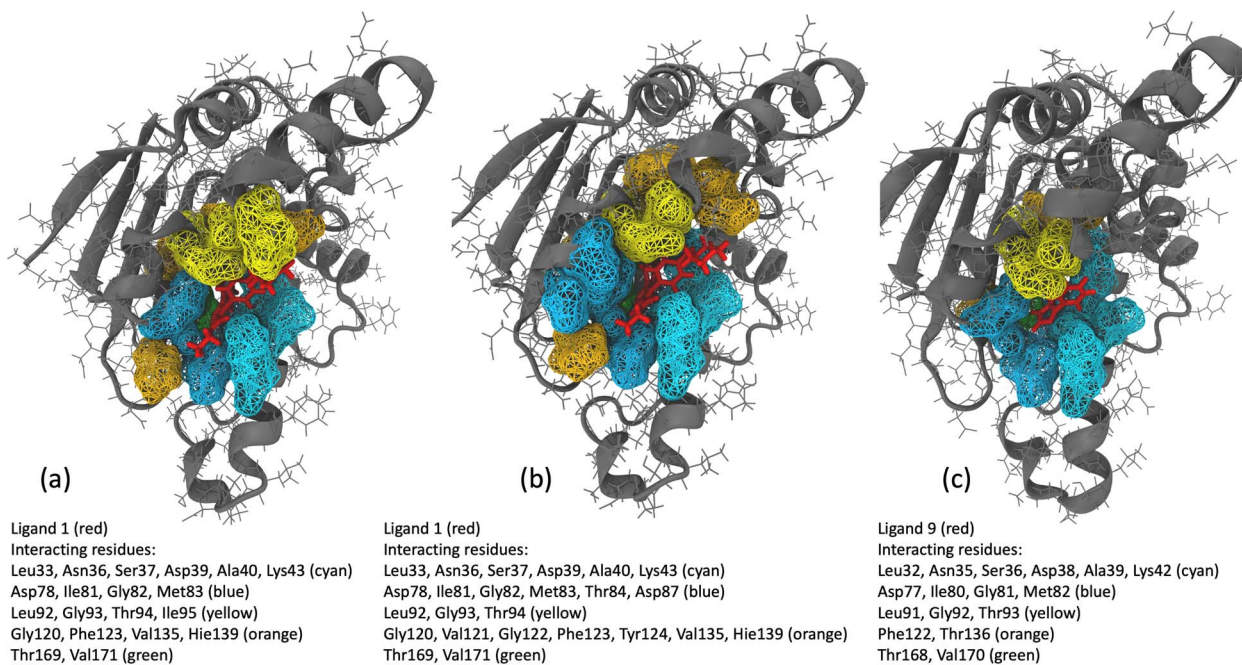 (a)
Ligand 1 (red)
Interacting residues:
Leu33, Asn36, Ser37, Asp39, Ala40, Lys43 (cyan)
Asp78, Ile81, Gly82, Met83 (blue)
Leu92, Gly93, Thr94, Ile95 (yellow)
Gly120, Phe123, Val135, Hie139 (orange)
Thr169, Val171 (green)
(b)
Ligand 1 (red)
Interacting residues:
Leu33, Asn36, Ser37, Asp39, Ala40, Lys43 (cyan)
Asp78, Ile81, Gly82, Met83, Thr84, Asp87 (blue)
Leu92, Gly93, Thr94 (yellow)
Gly120, Val121, Gly122, Phe123, Tyr124, Val135, Hie139 (orange)
Thr169, Val171 (green)
(c)
Ligand 9 (red)
Interacting residues:
Leu32, Asn35, Ser36, Asp38, Ala39, Lys42 (cyan)
Asp77, Ile80, Gly81, Met82 (blue)
Leu91, Gly92, Thr93 (yellow)
Phe122, Thr136 (orange)
Thr168, Val170 (green)